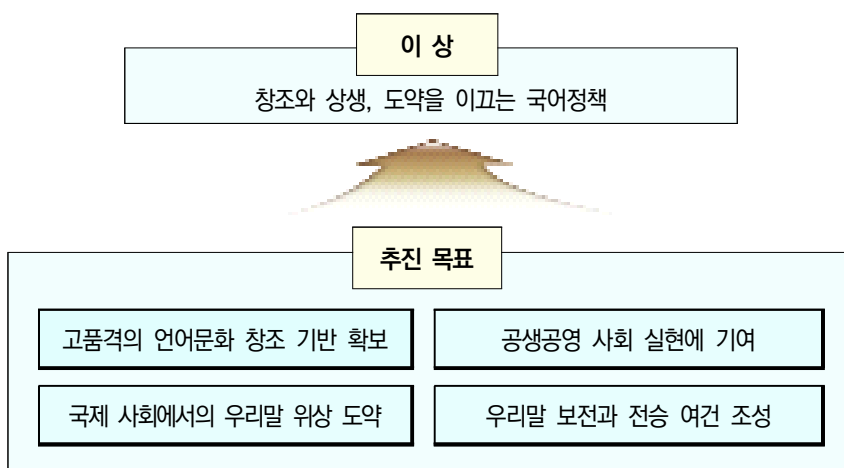 이 상
창조와 상생, 도약을 이끄는 국어정책
추진 목표
고품격의 언어문화 창조 기반 확보
공생공영 사회 실현에 기여
국제 사회에서의 우리말 위상 도약
우리말 보전과 전승 여건 조성